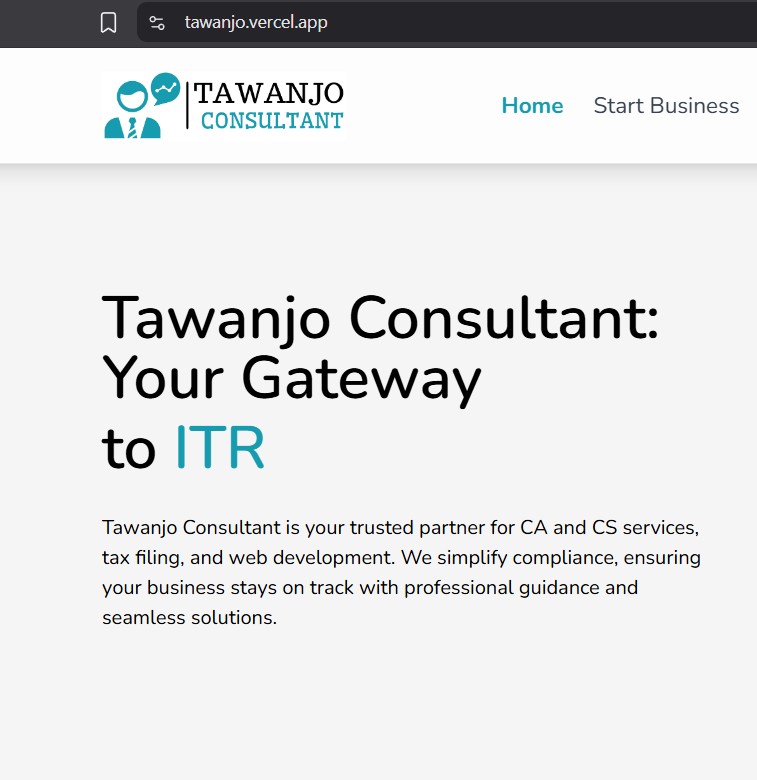 tawanjo.vercel.app
TAWANJO
CONSULTANT
Home Start Business
Tawanjo Consultant:
Your Gateway
to ITR
Tawanjo Consultant is your trusted partner for CA and CS services,
tax filing, and web development. We simplify compliance, ensuring
your business stays on track with professional guidance and
seamless solutions.